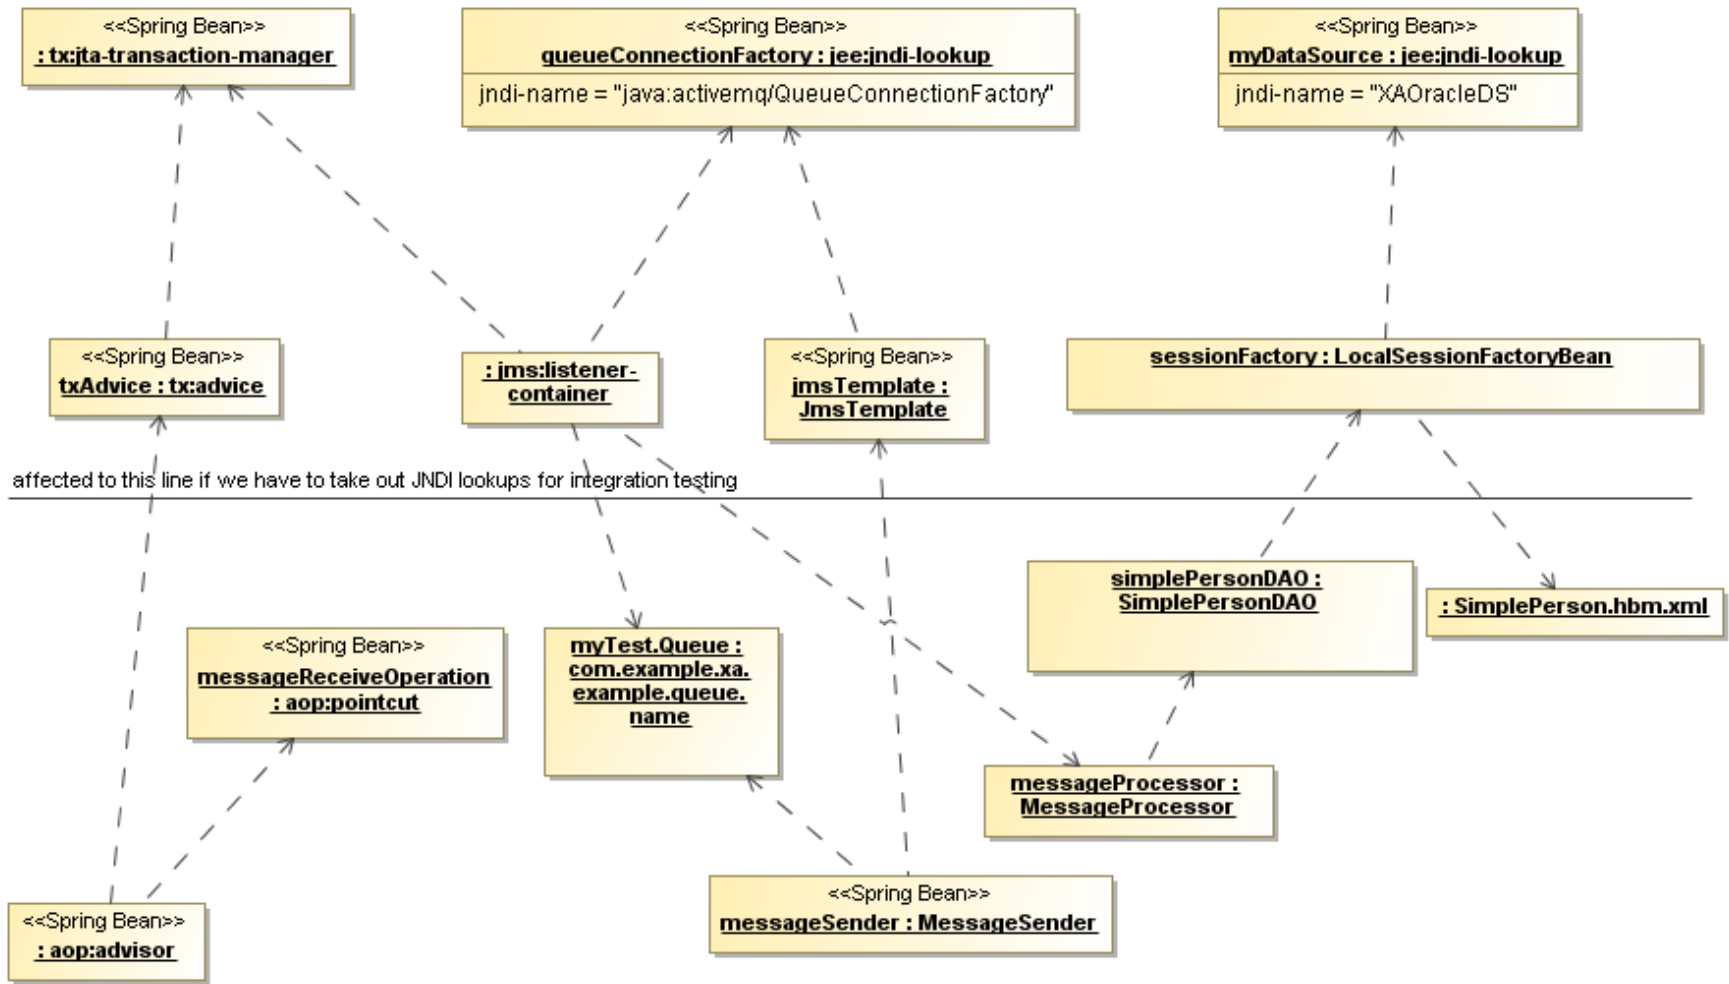 <<Spring Bean>>
: tx:jta-transaction-manager
<<Spring Bean>>
queueConnectionFactory : jee:jndi-lookup
jndi-name = "java:activemq/QueueConnectionFactory"
<<Spring Bean>>
myDataSource : jee:jndi-lookup
jndi-name = "XAOracleDS"
<<Spring Bean>>
txAdvice : tx:advice
: jms:listener-
container
<<Spring Bean>>
jmsTemplate :
JmsTemplate
sessionFactory : LocalSessionFactoryBean
affected to this line if we have to take out JNDI lookups for integration testing
simplePersonDAO :
SimplePersonDAO
: SimplePerson.hbm.xml
<<Spring Bean>>
messageReceiveOperation
: aop:pointcut
myTest.Queue :
com.example.xa.
example.queue.
name
messageProcessor :
MessageProcessor
<<Spring Bean>>
messageSender : MessageSender
<<Spring Bean>>
: aop:advisor